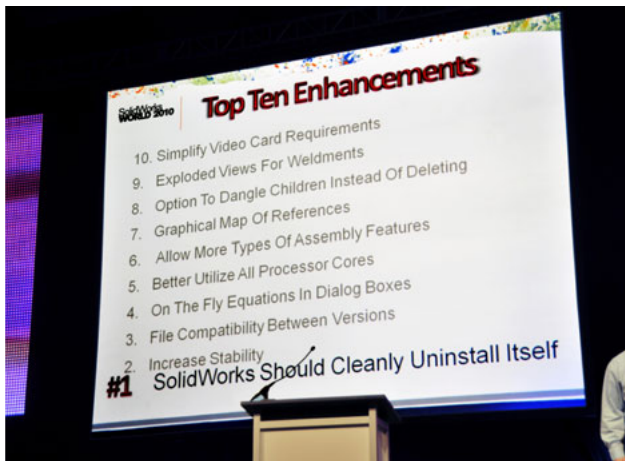 SolidWorks
WORLD 2010
Top Ten Enhancements
10. Simplify Video Card Requirements
9. Exploded Views For Weldments
8. Option To Dangle Children Instead Of Deleting
7. Graphical Map Of References
6. Allow More Types Of Assembly Features
5. Better Utilize All Processor Cores
4. On The Fly Equations In Dialog Boxes
3. File Compatibility Between Versions
2. Increase Stability
#1 SolidWorks Should Cleanly Uninstall Itself